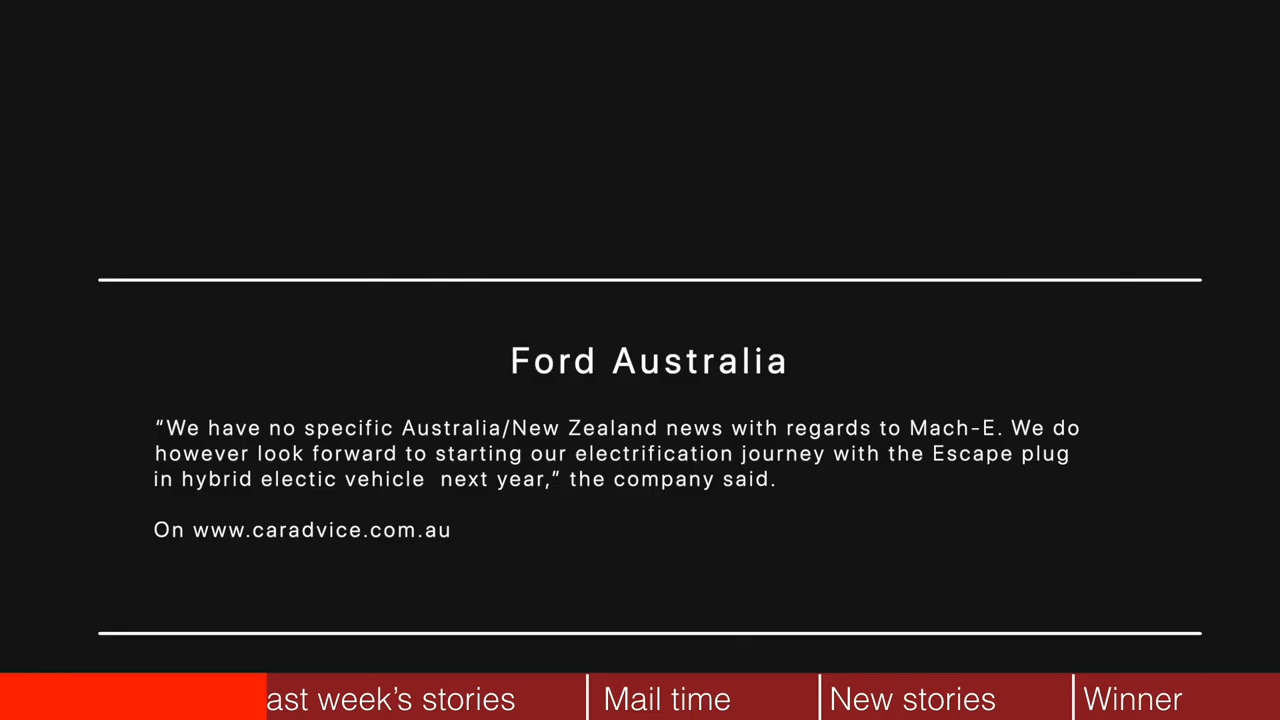 Ford Australia
“We have no specific Australia/New Zealand news with regards to Mach-E. We do
however look forward to starting our electrification journey with the Escape plug
in hybrid electic vehicle  next year,” the company said.
On www.caradvice.com.au
ast week’s stories
Mail time
New stories
Winner